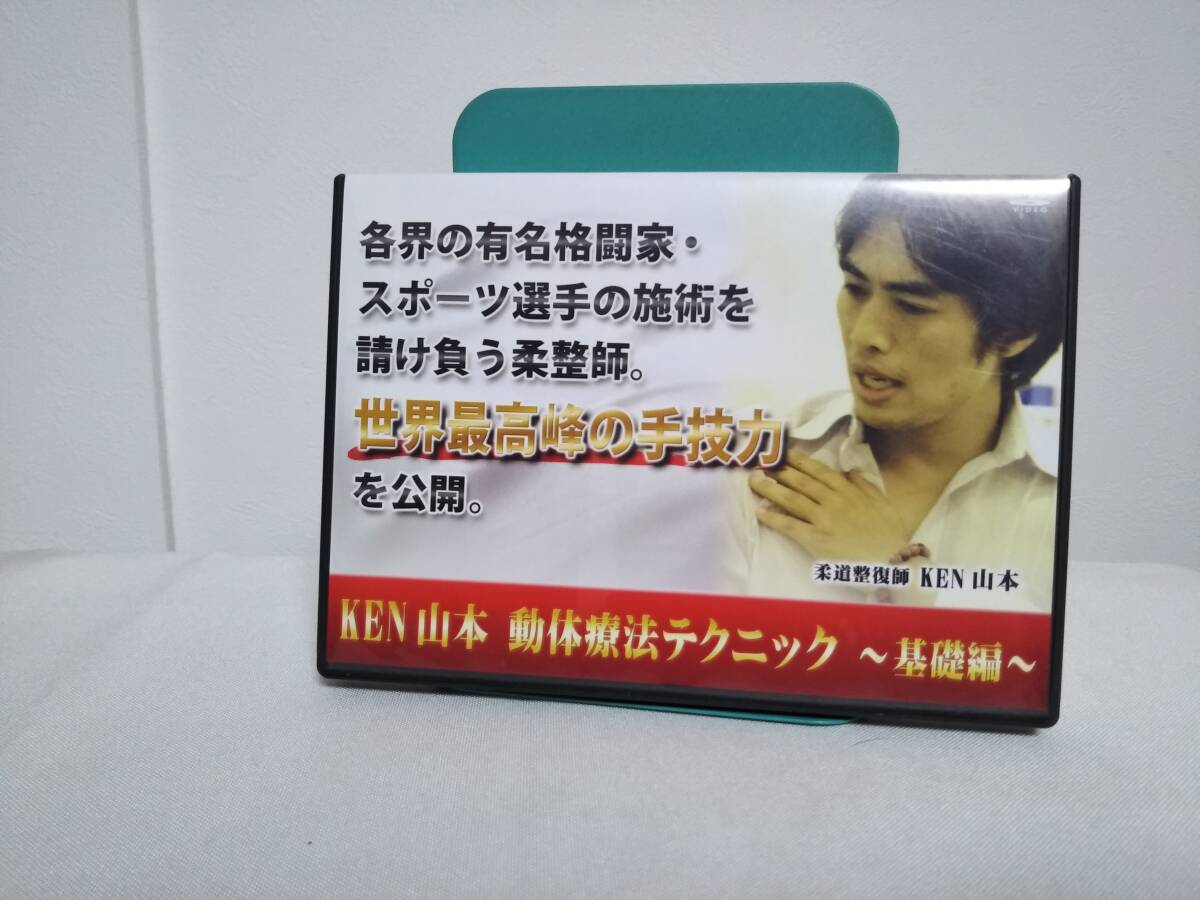 各界の有名格闘家・
スポーツ選手の施術を
請け負う柔整師。
世界最高峰の手技力
を公開。
VIDEO
柔道整復師 KEN 山本
KEN 山本 動体療法テクニック ～基礎編～